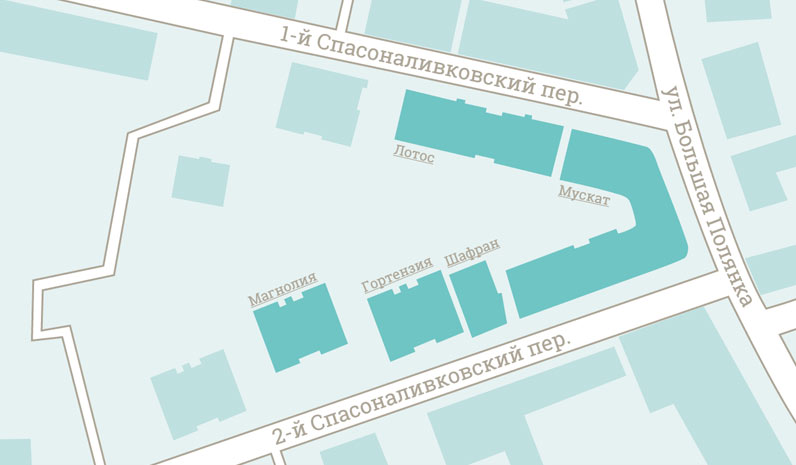 1-й Спасоналивковский пер.
ул. Большая Полянка
Лотос
Мускат
Шафран
Гортензия
Магнолия
2-й Спасоналивковский пер.